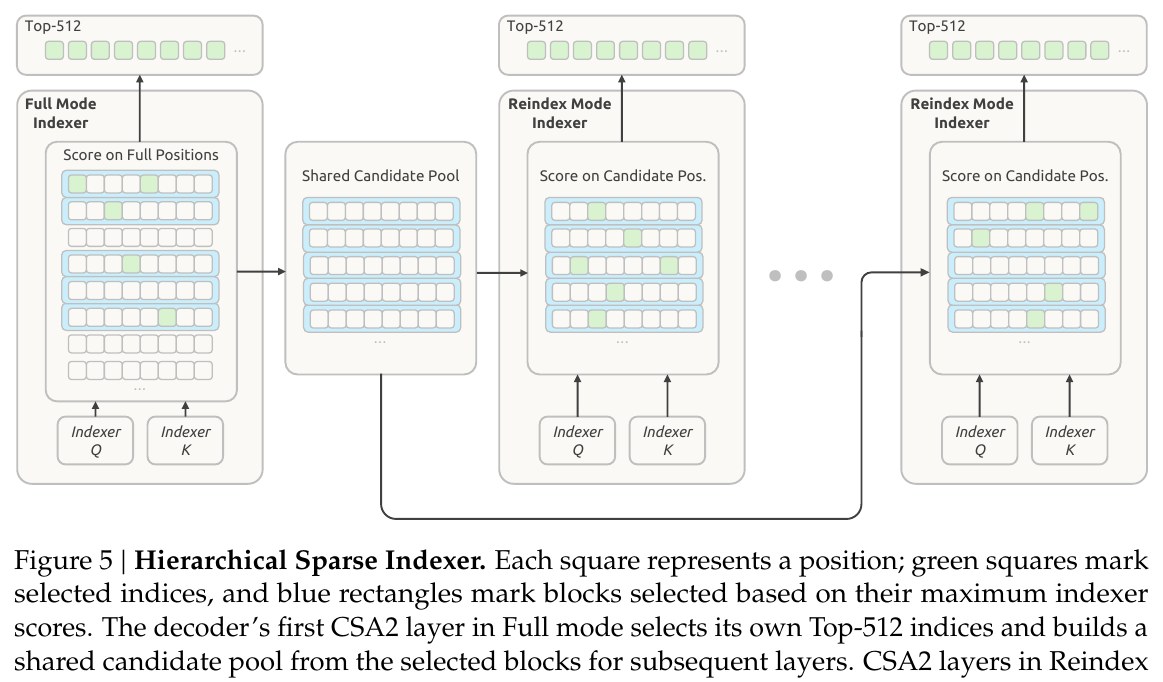 Top-512
...
Full Mode
Indexer
Score on Full Positions
...
Indexer
Q
Indexer
K
Shared Candidate Pool
...
Top-512
...
Reindex Mode
Indexer
Score on Candidate Pos.
...
Indexer
Q
Indexer
K
Top-512
...
Reindex Mode
Indexer
Score on Candidate Pos.
...
Indexer
Q
Indexer
K
Figure 5 | Hierarchical Sparse Indexer. Each square represents a position; green squares mark
selected indices, and blue rectangles mark blocks selected based on their maximum indexer
scores. The decoder’s first CSA2 layer in Full mode selects its own Top-512 indices and builds a
shared candidate pool from the selected blocks for subsequent layers. CSA2 layers in Reindex